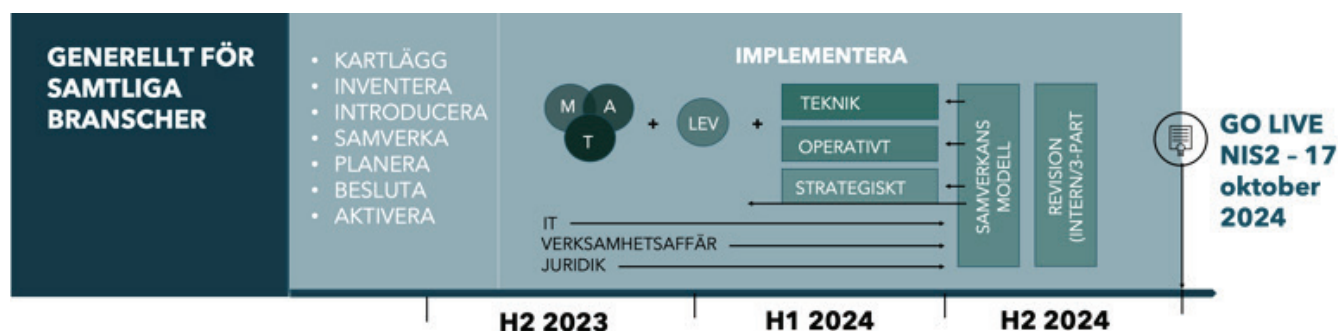 GENERELLT FÖR
SAMTLIGA
BRANSCHER
• KARTLÄGG
• INVENTERA
• INTRODUCERA
• SAMVERKA
• PLANERA
• BESLUTA
• AKTIVERA
IMPLEMENTERA
M A
T
+
LEV
+
TEKNIK
OPERATIVT
STRATEGISKT
SAMVERKANS
MODELL
REVISION
(INTERN/3-PART
IT
VERKSAMHETSAFFÄR
JURIDIK
GO LIVE
NIS2 – 17
oktober
2024
H2 2023
H1 2024
H2 2024